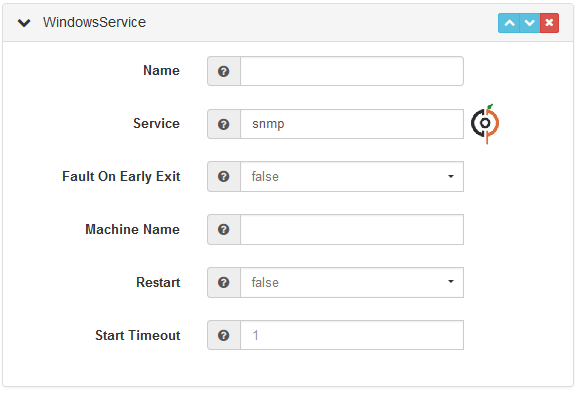 WindowsService
Name
Service snmp
Fault On Early Exit false
Machine Name
Restart false
Start Timeout 1